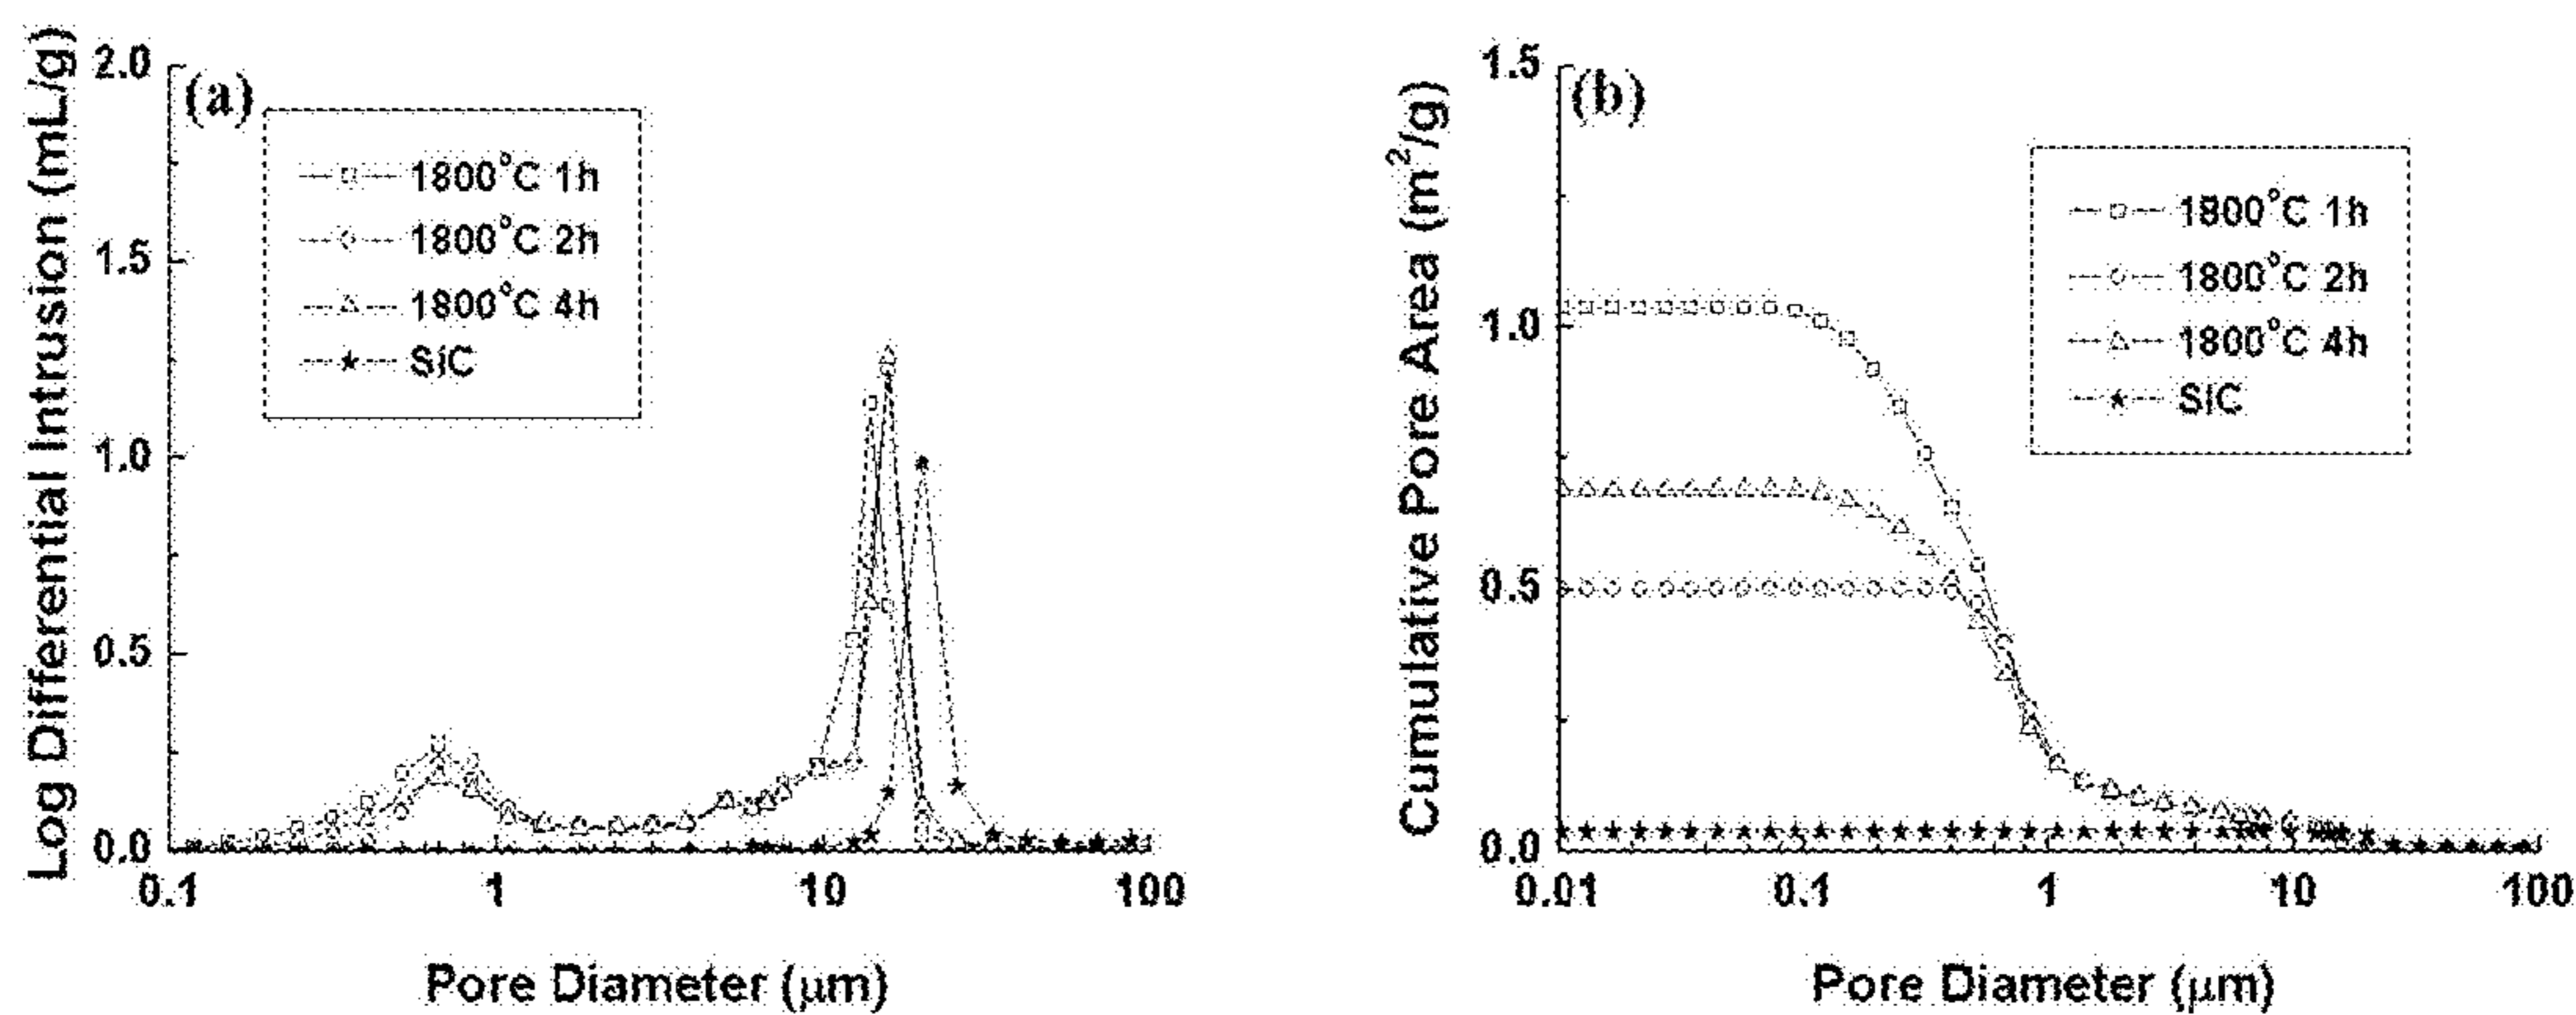 (a)
Log Differential Intrusion (mL/g)
2.0
1.5
1.0
0.5
0.0
1800°C 1h
1800°C 2h
1800°C 4h
SiC
0.1 1 10 100
Pore Diameter (μm)
(b)
Cumulative Pore Area (m²/g)
1.5
1.0
0.5
0.0
1800°C 1h
1800°C 2h
1800°C 4h
SiC
0.01 0.1 1 10 100
Pore Diameter (μm)